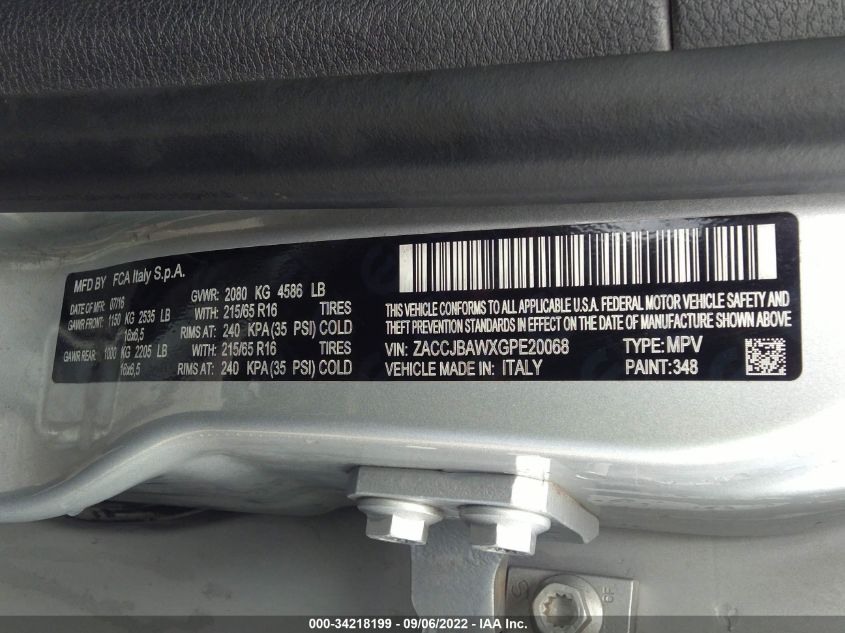 MFD BY FCA Italy S.p.A.
DATE OF MFR: 07/16 GVWR: 2080 KG 4586 LB
GAWR FRONT: 1150 KG 2535 LB WITH: 215/65 R16 TIRES
16x6,5 RIMS AT: 240 KPA(35 PSI) COLD
GAWR REAR: 1000 KG 2205 LB WITH: 215/65 R16 TIRES
16x6,5 RIMS AT: 240 KPA(35 PSI) COLD
THIS VEHICLE CONFORMS TO ALL APPLICABLE U.S.A. FEDERAL MOTOR VEHICLE SAFETY AND
THEFT PREVENTION STANDARDS IN EFFECT ON THE DATE OF MANUFACTURE SHOWN ABOVE.
VIN: ZACCJBAWXGPE20068 TYPE: MPV
VEHICLE MADE IN: ITALY PAINT: 348
000-34218199 - 09/06/2022 - IAA Inc.